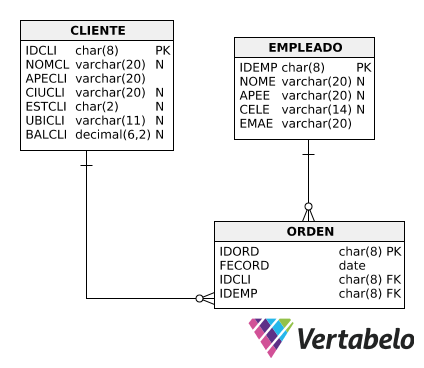 CLIENTE
IDCLI char(8) PK
NOMCL varchar(20) N
APECLI varchar(20)
CIUCLI varchar(20) N
ESTCLI char(2) N
UBICLI varchar(11) N
BALCLI decimal(6,2) N
EMPLEADO
IDEMP char(8) PK
NOME varchar(20) N
APEE varchar(20) N
CELE varchar(14) N
EMAE varchar(20)
ORDEN
IDORD char(8) PK
FECORD date
IDCLI char(8) FK
IDEMP char(8) FK
Vertabelo